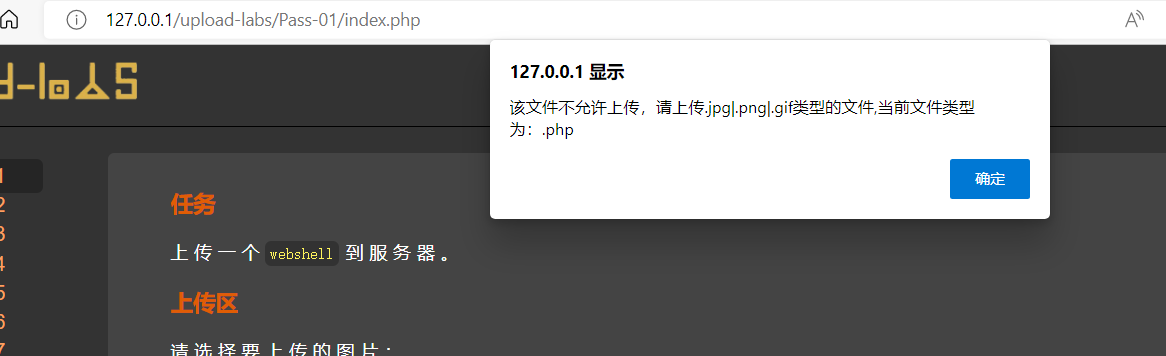 127.0.0.1/upload-labs/Pass-01/index.php
127.0.0.1 显示
该文件不允许上传，请上传.jpg|.png|.gif类型的文件,当前文件类型
为：.php
确定
1
2
3
4
5
6
7
任务
上传一个 webshell 到服务器。
上传区
请选择要上传的图片：